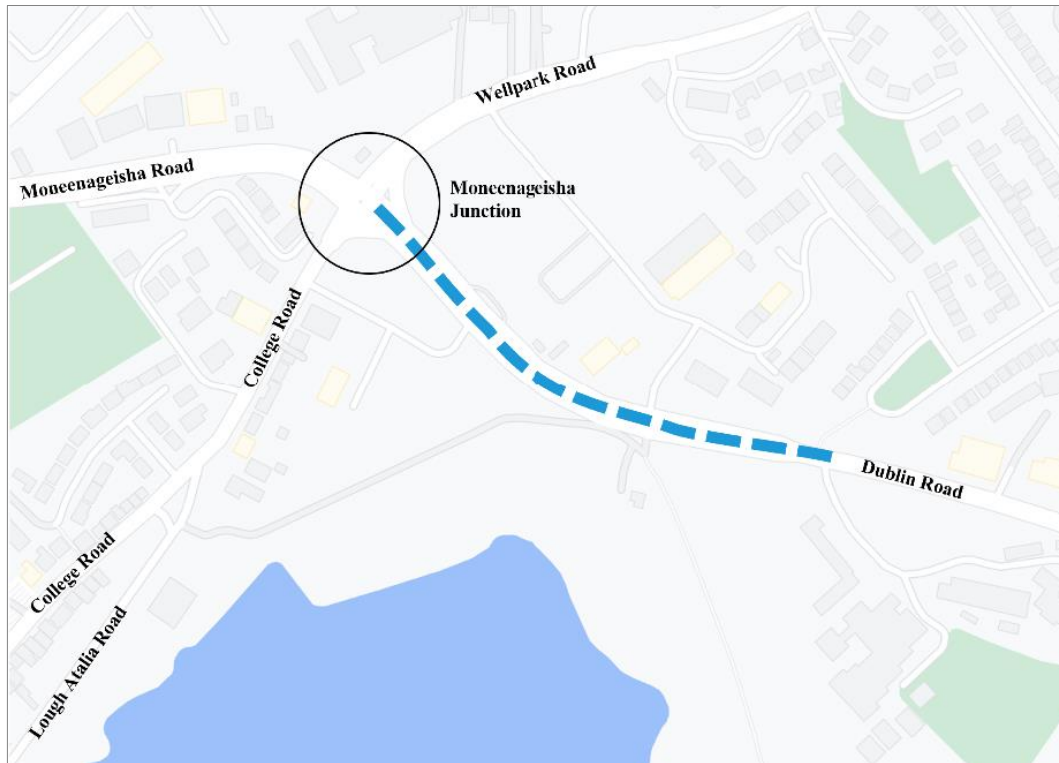 Wellpark Road
Moneenageisha Road
Moneenageisha
Junction
College Road
Dublin Road
College Road
Lough Atalia Road